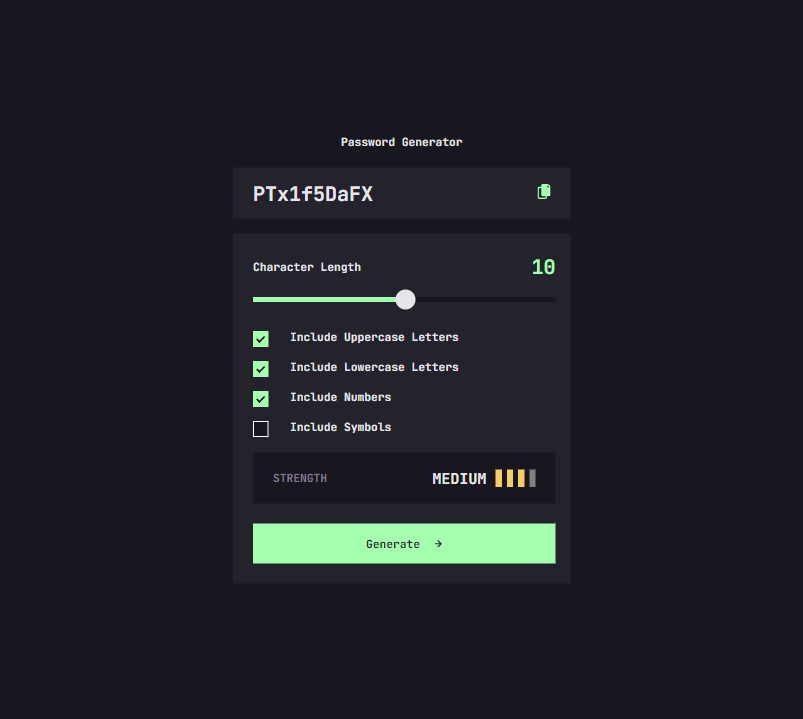 Password Generator
PTx1f5DaFX
Character Length 10
Include Uppercase Letters
Include Lowercase Letters
Include Numbers
Include Symbols
STRENGTH MEDIUM
Generate →